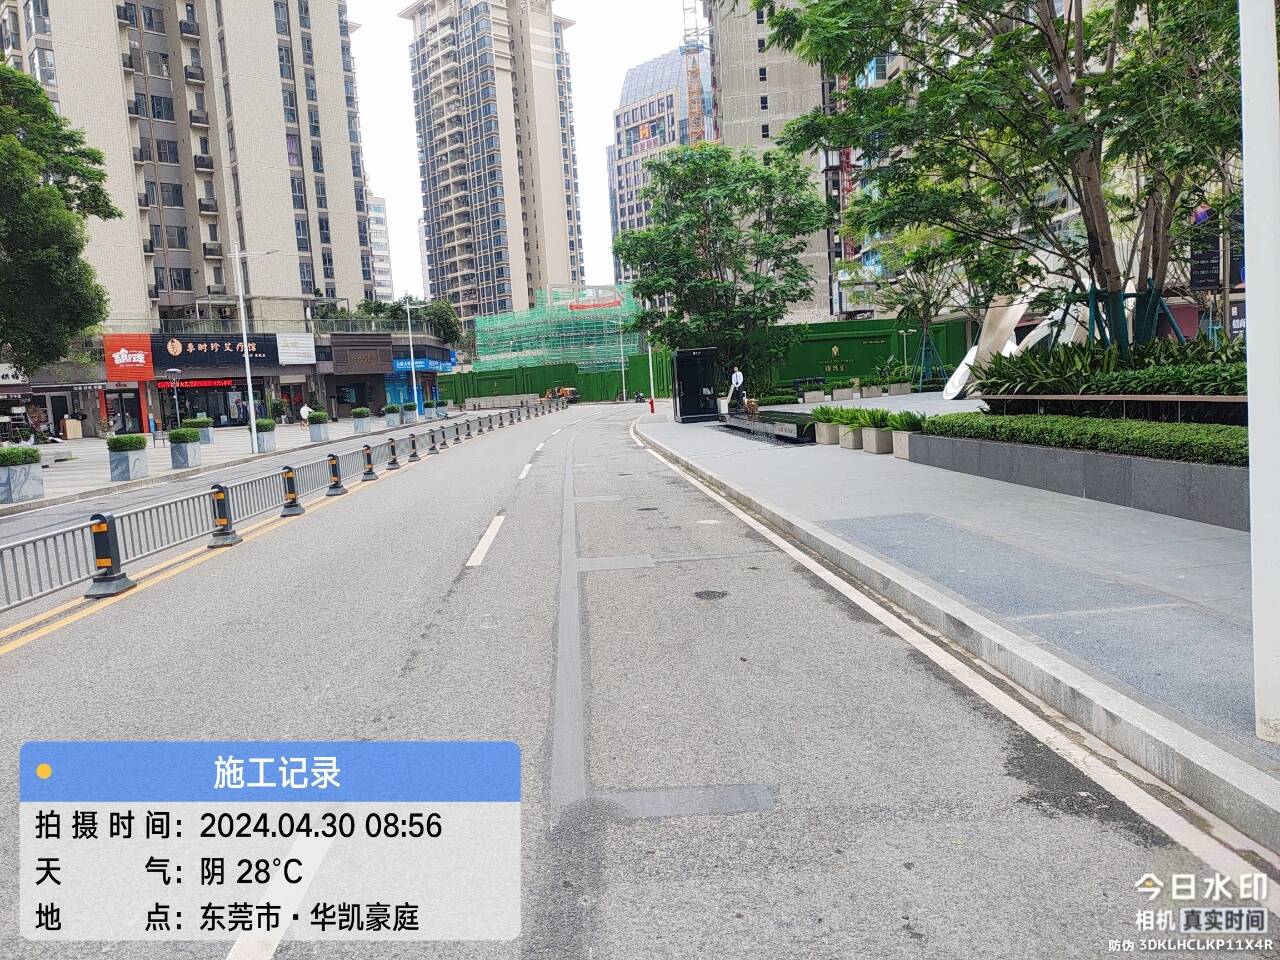 李时珍艾疗馆
施工记录
拍摄时间：2024.04.30 08:56
天气：阴 28°C
地点：东莞市·华凯豪庭
今日水印
相机 真实时间
防伪 3DKLHCLKP11X4R